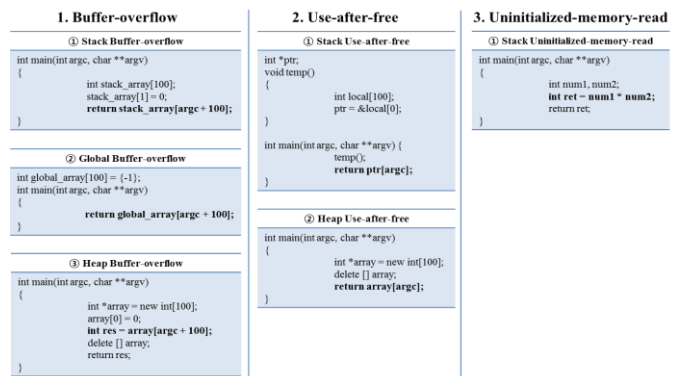 1. Buffer-overflow
① Stack Buffer-overflow
int main(int argc, char **argv)
{
int stack_array[100];
stack_array[1] = 0;
return stack_array[argc + 100];
}
② Global Buffer-overflow
int global_array[100] = {-1};
int main(int argc, char **argv)
{
return global_array[argc + 100];
}
③ Heap Buffer-overflow
int main(int argc, char **argv)
{
int *array = new int[100];
array[0] = 0;
int res = array[argc + 100];
delete [] array;
return res;
}
2. Use-after-free
① Stack Use-after-free
int *ptr;
void temp()
{
int local[100];
ptr = &local[0];
}
int main(int argc, char **argv) {
temp();
return ptr[argc];
}
② Heap Use-after-free
int main(int argc, char **argv)
{
int *array = new int[100];
delete [] array;
return array[argc];
}
3. Uninitialized-memory-read
① Stack Uninitialized-memory-read
int main(int argc, char **argv)
{
int num1, num2;
int ret = num1 * num2;
return ret;
}